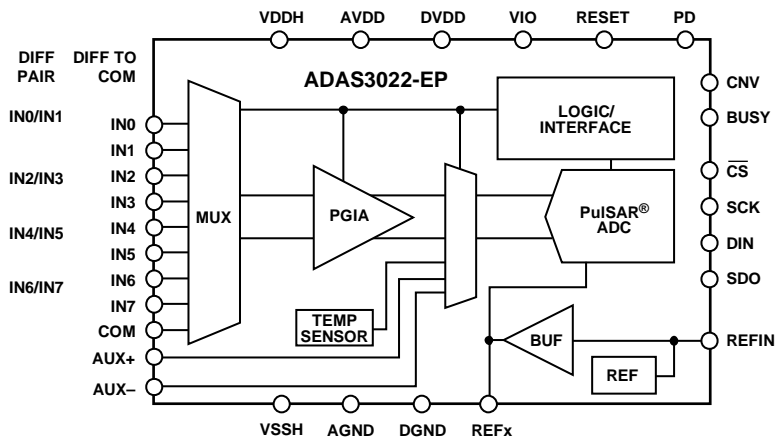 VDDH AVDD DVDD VIO RESET PD
DIFF PAIR
DIFF TO COM
ADAS3022-EP
IN0/IN1
IN2/IN3
IN4/IN5
IN6/IN7
IN0
IN1
IN2
IN3
IN4
IN5
IN6
IN7
COM
AUX+
AUX–
MUX
PGIA
TEMP
SENSOR
LOGIC/
INTERFACE
PulSAR®
ADC
BUF
REF
CNV
BUSY
CS
SCK
DIN
SDO
REFIN
VSSH AGND DGND REFx